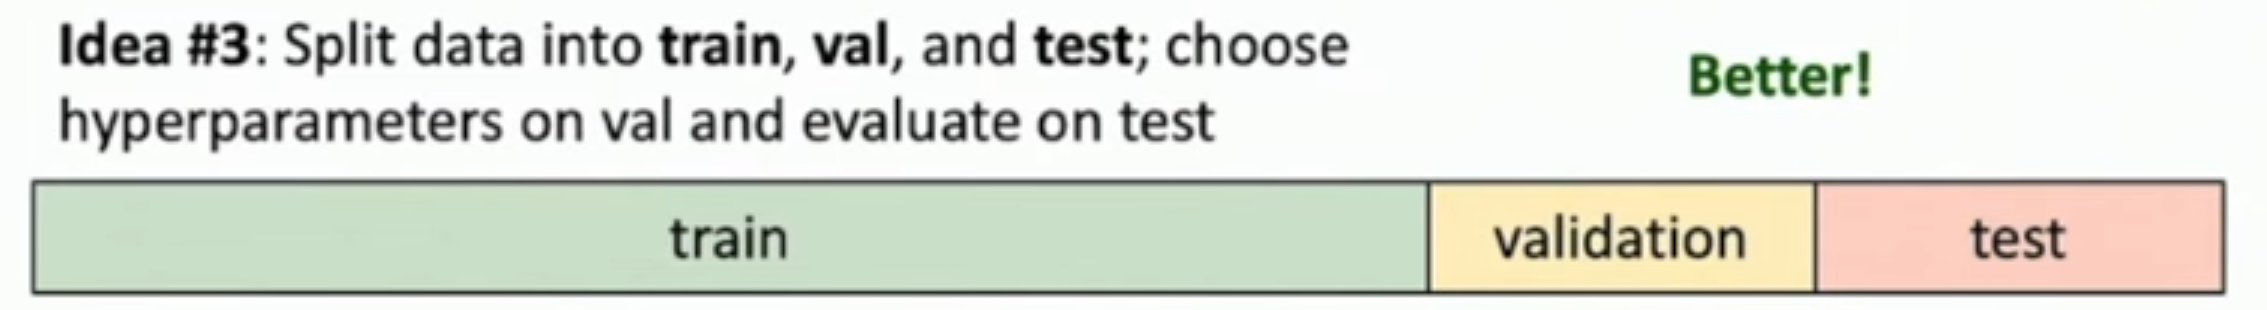 Idea #3: Split data into train, val, and test; choose
hyperparameters on val and evaluate on test
Better!
train
validation
test